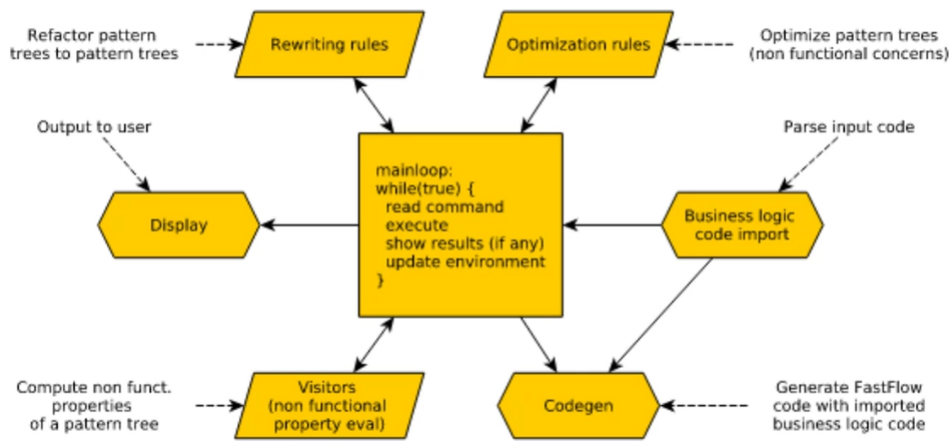 Refactor pattern
trees to pattern trees
Rewriting rules
Optimization rules
Optimize pattern trees
(non functional concerns)
Output to user
Parse input code
mainloop:
while(true) {
read command
execute
show results (if any)
update environment
}
Display
Business logic
code import
Compute non funct.
properties
of a pattern tree
Visitors
(non functional
property eval)
Codegen
Generate FastFlow
code with imported
business logic code